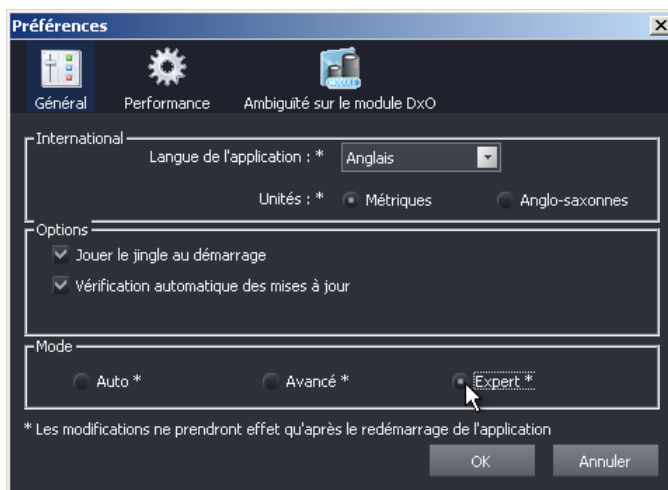 Préférences
Général Performance Ambiguïté sur le module DxO
MODULE
International
Langue de l'application : * Anglais
Unités : * Métriques Anglo-saxonnes
Options
Jouer le jingle au démarrage
Vérification automatique des mises à jour
Mode
Auto * Avancé * Expert *
* Les modifications ne prendront effet qu'après le redémarrage de l'application
OK Annuler